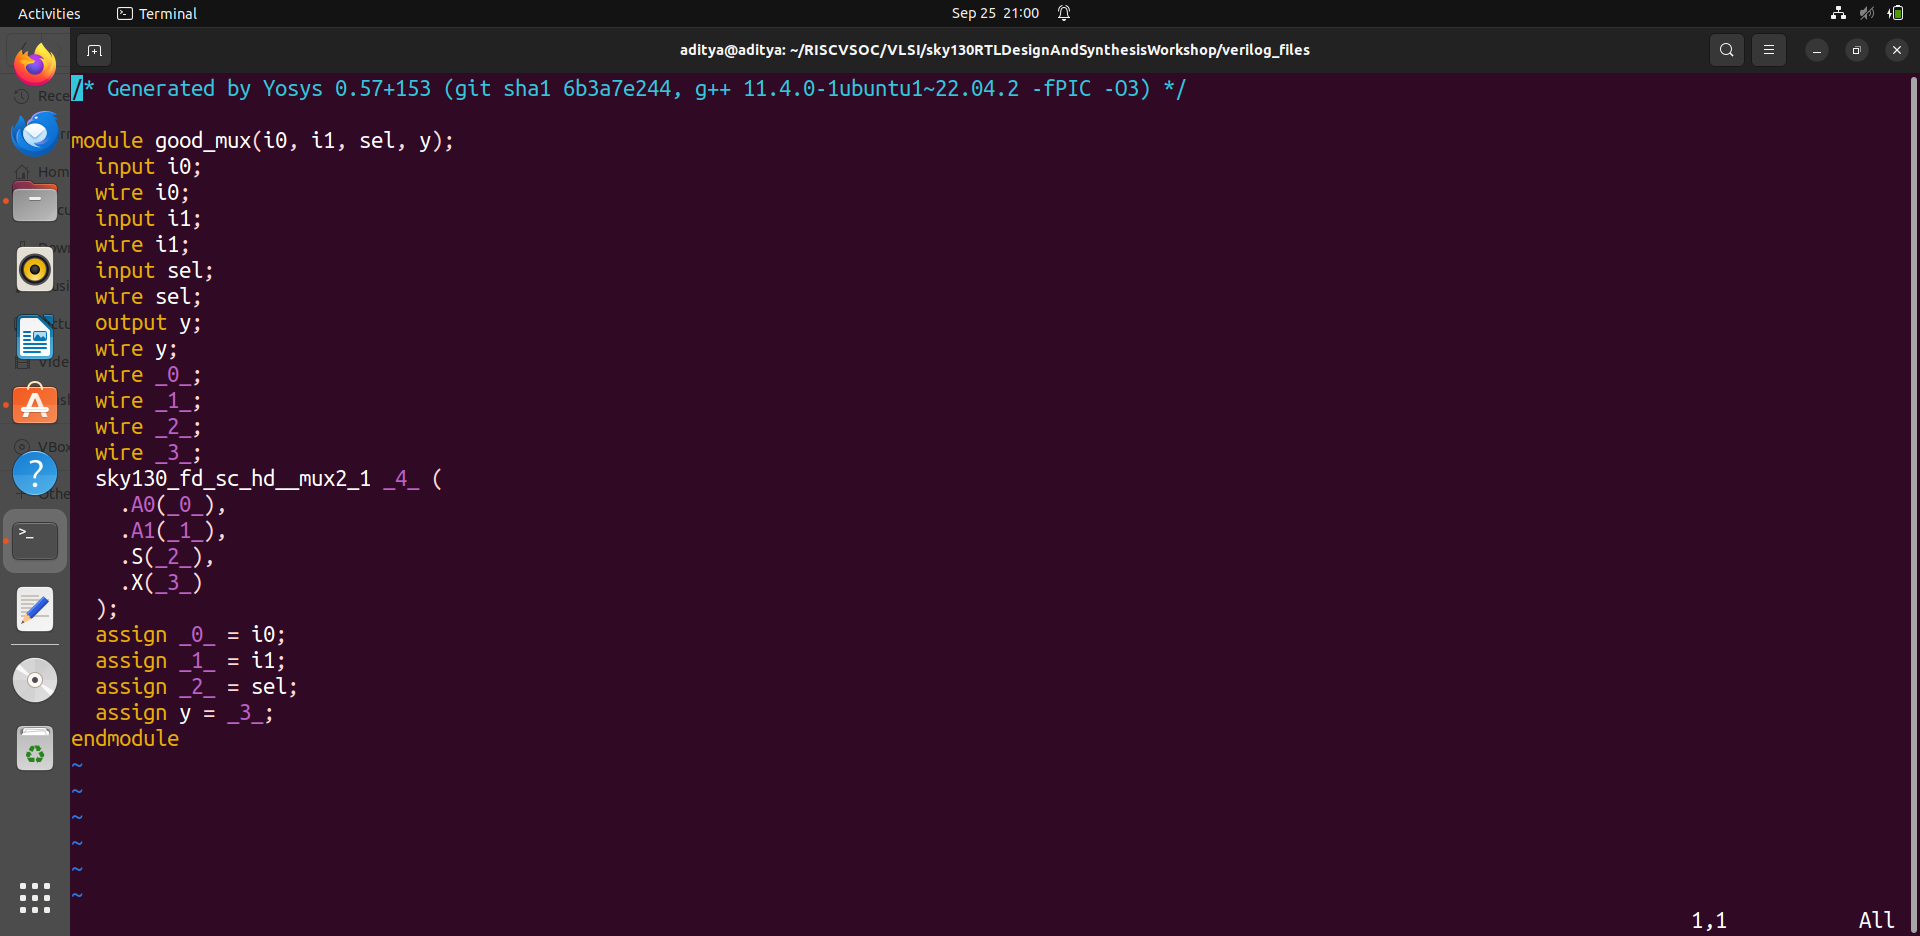 Activities Terminal Sep 25 21:00
aditya@aditya: ~/RISCVSOC/VLSI/sky130RTLDesignAndSynthesisWorkshop/verilog_files
/* Generated by Yosys 0.57+153 (git sha1 6b3a7e244, g++ 11.4.0-1ubuntu1~22.04.2 -fPIC -O3) */
module good_mux(i0, i1, sel, y);
  input i0;
  wire i0;
  input i1;
  wire i1;
  input sel;
  wire sel;
  output y;
  wire y;
  wire _0_;
  wire _1_;
  wire _2_;
  wire _3_;
  sky130_fd_sc_hd__mux2_1 _4_ (
    .A0(_0_),
    .A1(_1_),
    .S(_2_),
    .X(_3_)
  );
  assign _0_ = i0;
  assign _1_ = i1;
  assign _2_ = sel;
  assign y = _3_;
endmodule
~
~
~
~
~
~
1,1 All